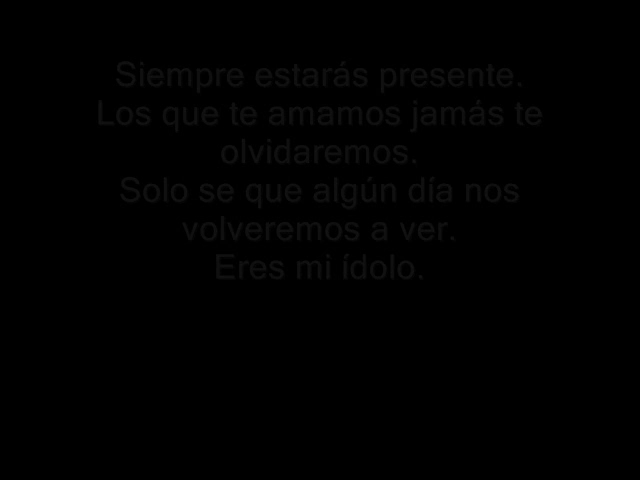 Siempre estarás presente.
Los que te amamos jamás te
olvidaremos.
Solo se que algún día nos
volveremos a ver.
Eres mi ídolo.